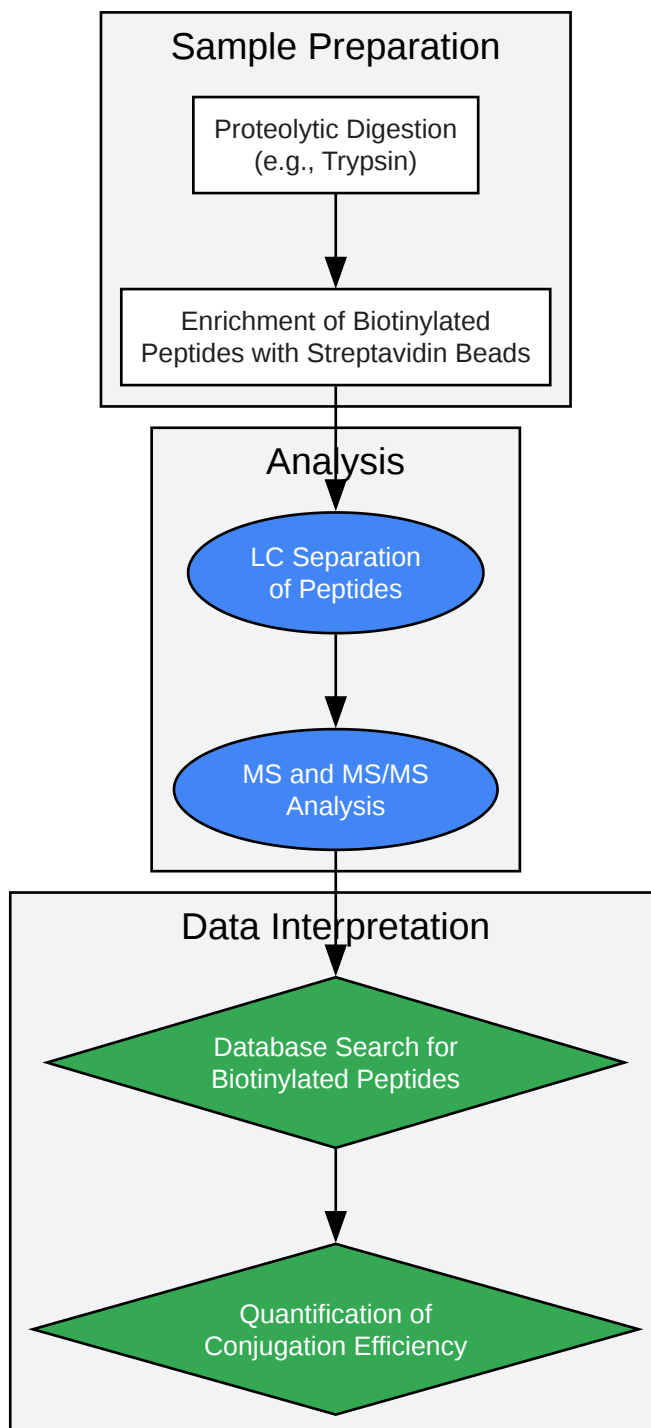 Sample Preparation
Proteolytic Digestion
(e.g., Trypsin)
Enrichment of Biotinylated
Peptides with Streptavidin Beads
Analysis
LC Separation
of Peptides
MS and MS/MS
Analysis
Data Interpretation
Database Search for
Biotinylated Peptides
Quantification of
Conjugation Efficiency